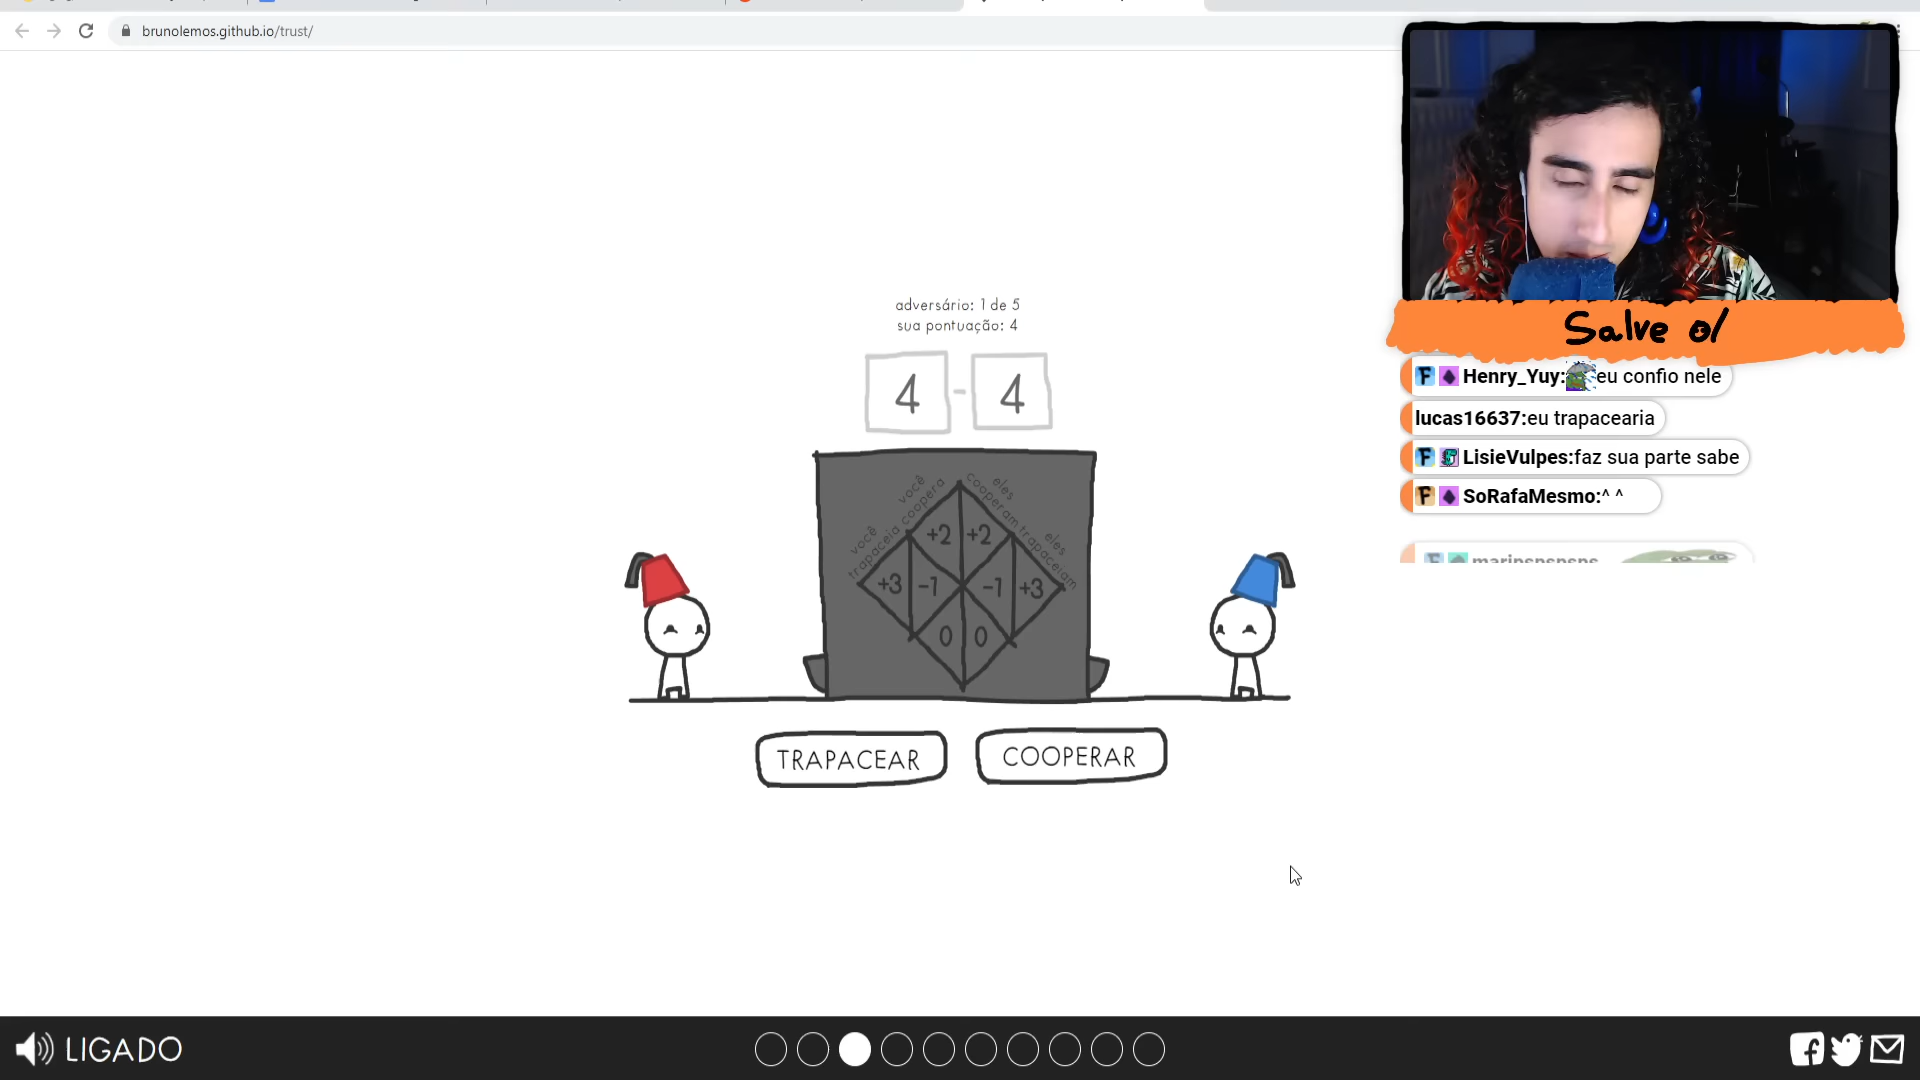 brunolemos.github.io/trust/
adversário: 1 de 5
sua pontuação: 4
4 - 4
você coopera
eles cooperam
você trapaceia
eles trapaceiam
+2 +2
+3 -1 -1 +3
0 0
TRAPACEAR COOPERAR
Salve o/
Henry_Yuy: eu confio nele
lucas16637:eu trapacearia
LisieVulpes:faz sua parte sabe
SoRafaMesmo:^ ^
LIGADO